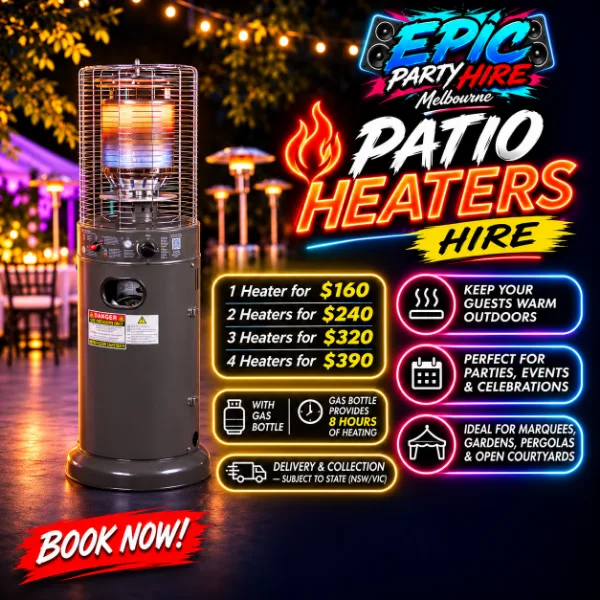 EPIC
PARTY HIRE
Melbourne
PATIO
HEATERS
HIRE
1 Heater for $160
2 Heaters for $240
3 Heaters for $320
4 Heaters for $390
WITH
GAS
BOTTLE
GAS BOTTLE
PROVIDES
8 HOURS
OF HEATING
DELIVERY & COLLECTION
— SUBJECT TO STATE (NSW/VIC)
KEEP YOUR
GUESTS WARM
OUTDOORS
PERFECT FOR
PARTIES, EVENTS
& CELEBRATIONS
IDEAL FOR MARQUEES,
GARDENS, PERGOLAS
& OPEN COURTYARDS
DANGER
BOOK NOW!